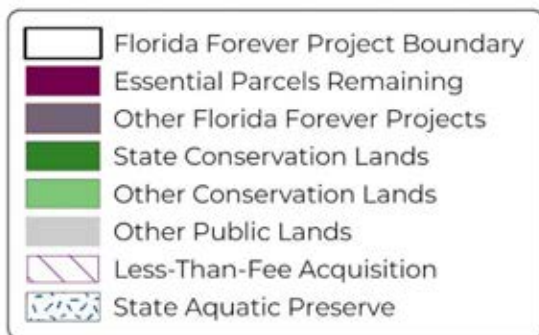 Florida Forever Project Boundary
Essential Parcels Remaining
Other Florida Forever Projects
State Conservation Lands
Other Conservation Lands
Other Public Lands
Less-Than-Fee Acquisition
State Aquatic Preserve